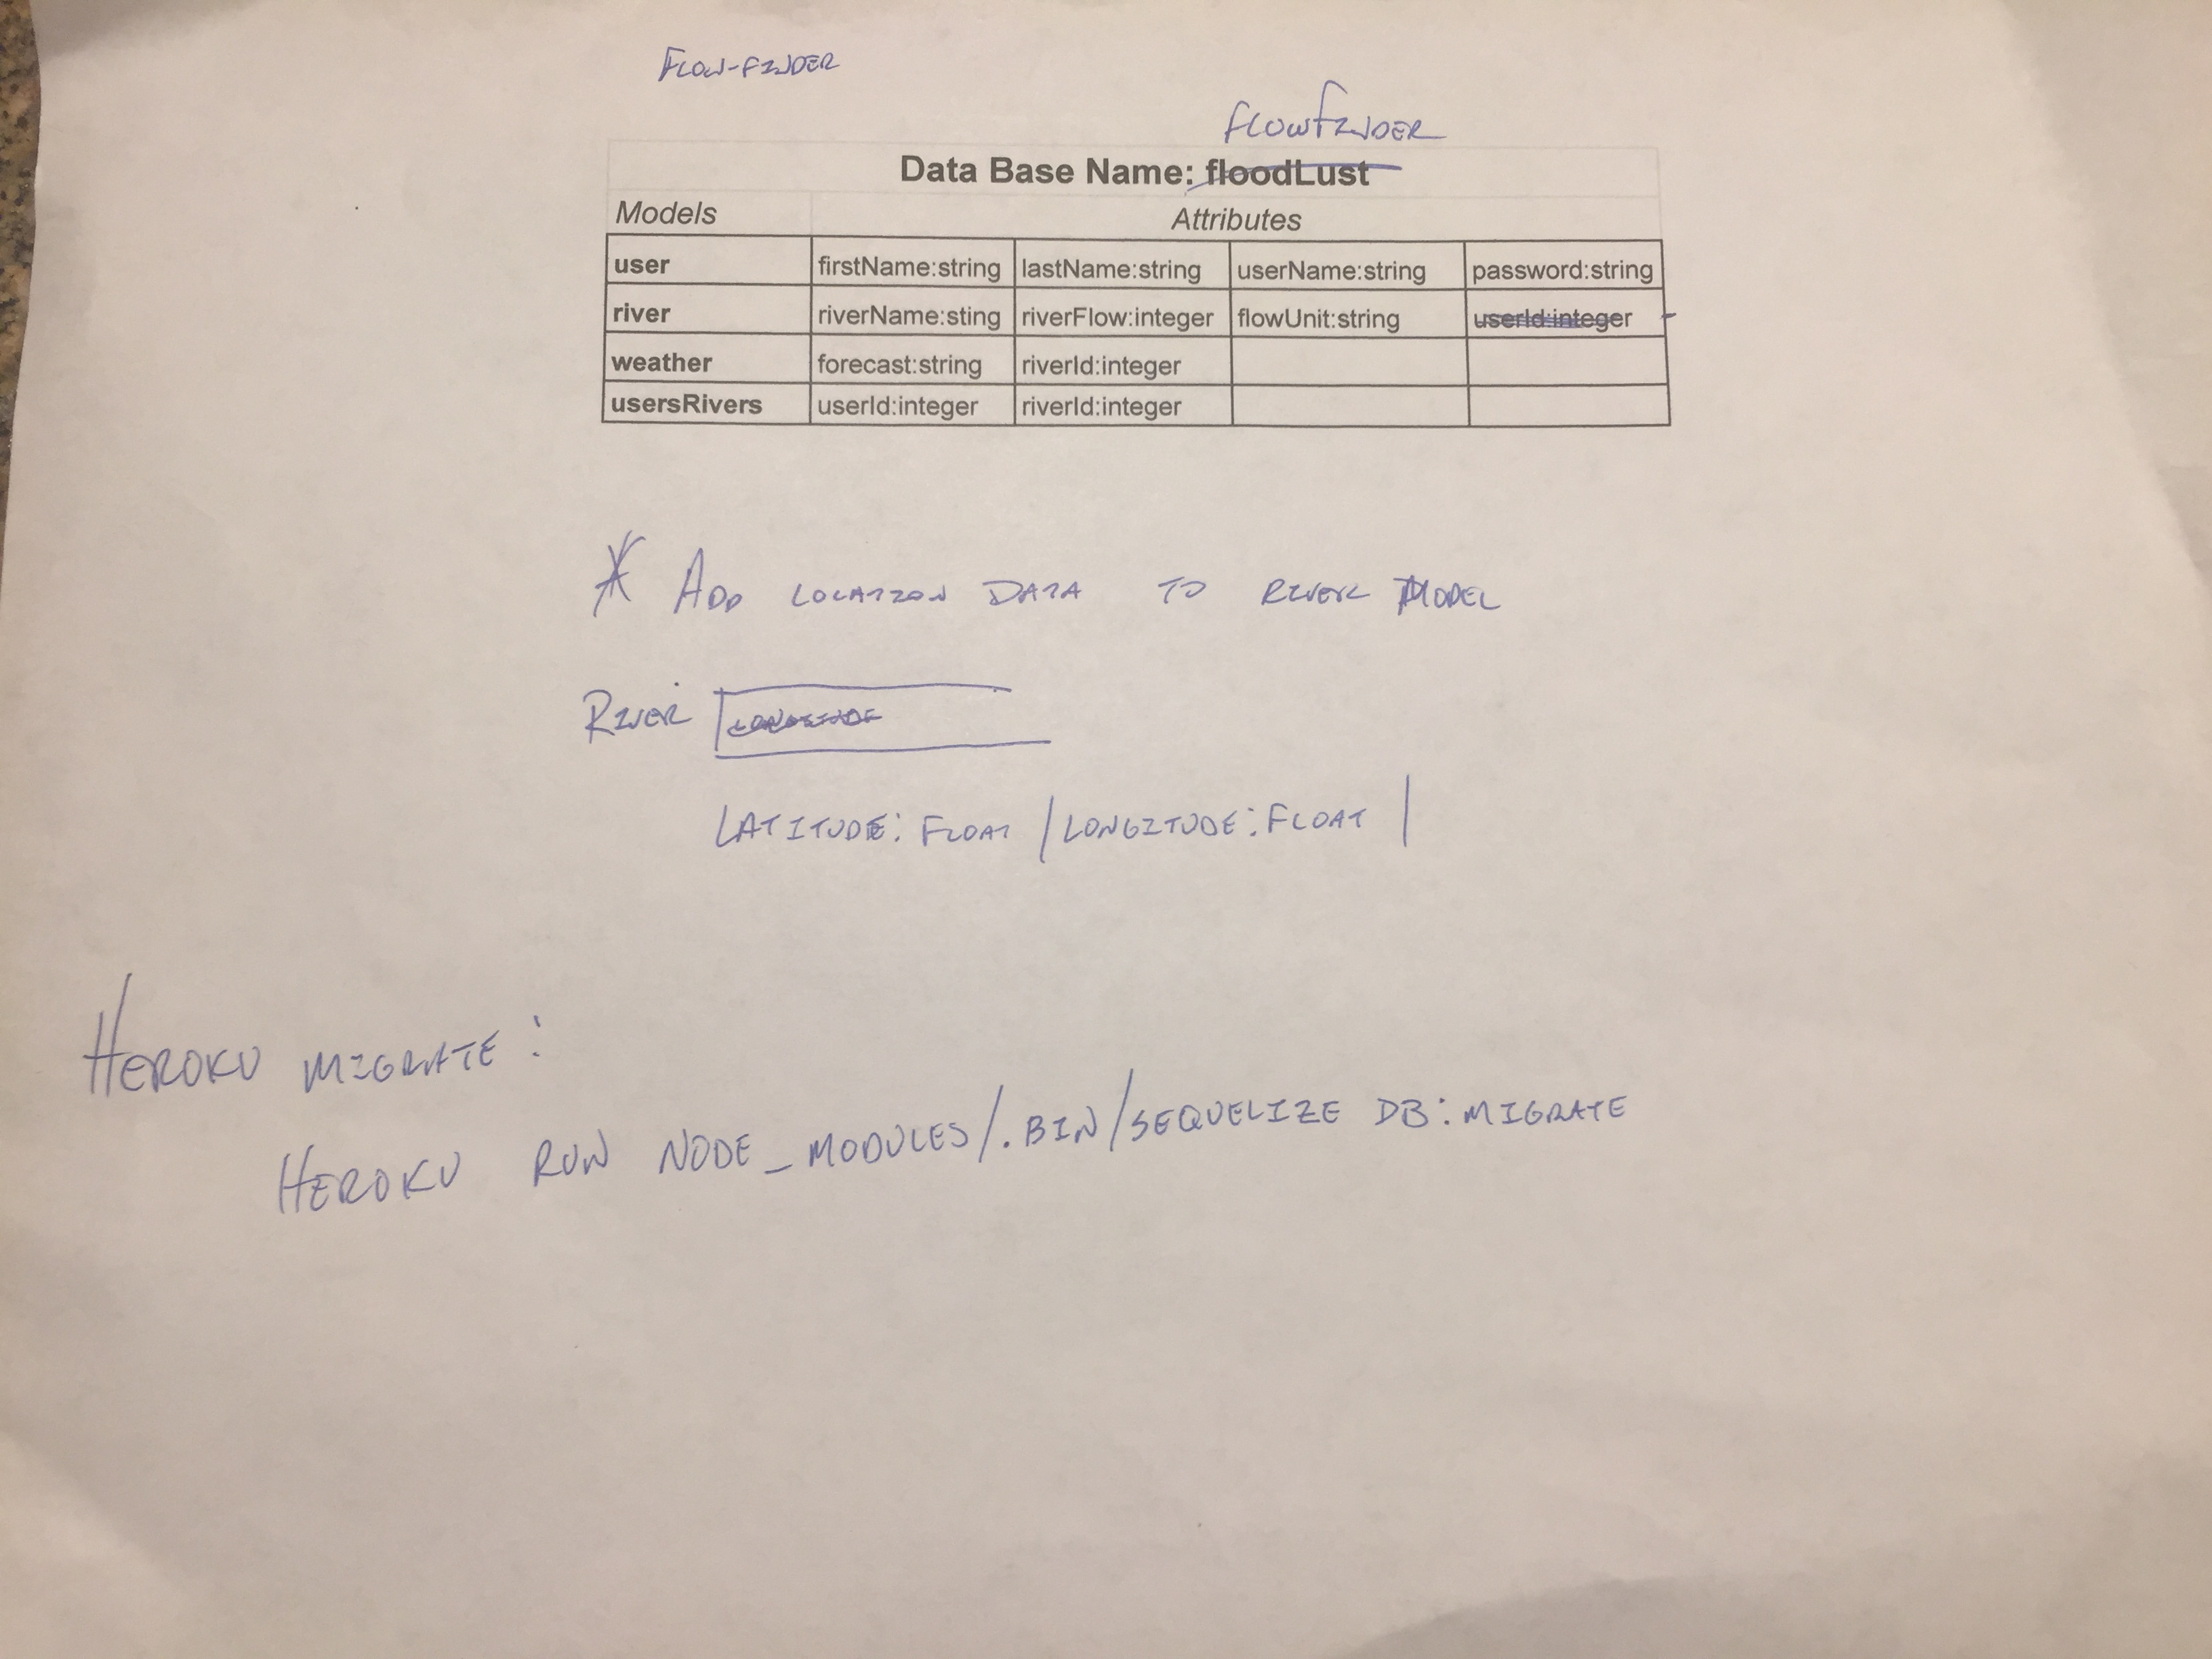 FLOW-FINDER
FLOWFINDER
Data Base Name: floodLust
Models Attributes
user firstName:string lastName:string userName:string password:string
river riverName:sting riverFlow:integer flowUnit:string userId:integer
weather forecast:string riverId:integer
usersRivers userId:integer riverId:integer
* ADD LOCATION DATA TO RIVER MODEL
RIVER
LATITUDE:FLOAT | LONGITUDE:FLOAT |
HEROKU MIGRATE:
HEROKU RUN NODE_MODULES/.BIN/SEQUELIZE DB:MIGRATE